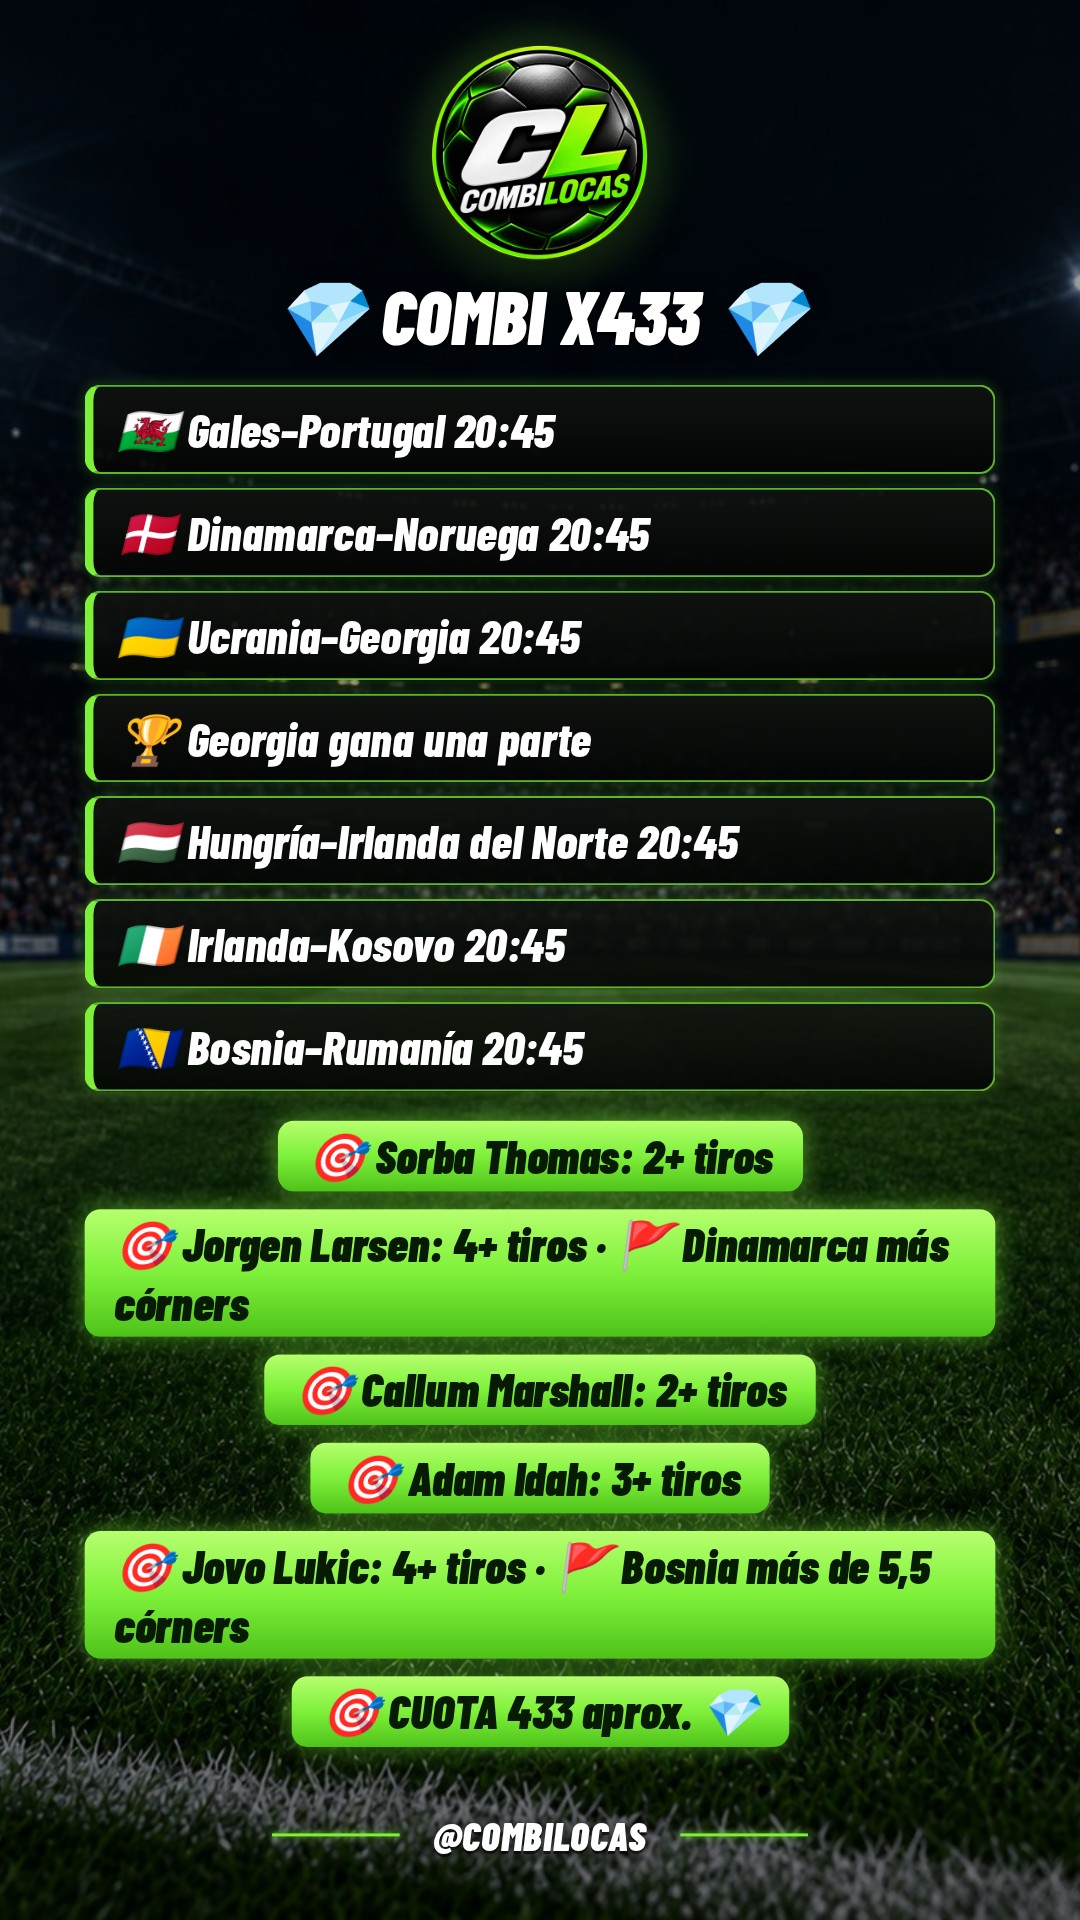 CL
COMBILOCAS
💎 COMBI X433 💎
🏴󠁧󠁢󠁷󠁬󠁳󠁿 Gales-Portugal 20:45
🇩🇰 Dinamarca-Noruega 20:45
🇺🇦 Ucrania-Georgia 20:45
🏆 Georgia gana una parte
🇭🇺 Hungría-Irlanda del Norte 20:45
🇮🇪 Irlanda-Kosovo 20:45
🇧🇦 Bosnia-Rumanía 20:45
🎯 Sorba Thomas: 2+ tiros
🎯 Jorgen Larsen: 4+ tiros · 🚩 Dinamarca más
córners
🎯 Callum Marshall: 2+ tiros
🎯 Adam Idah: 3+ tiros
🎯 Jovo Lukic: 4+ tiros · 🚩 Bosnia más de 5,5
córners
🎯 CUOTA 433 aprox. 💎
@COMBILOCAS